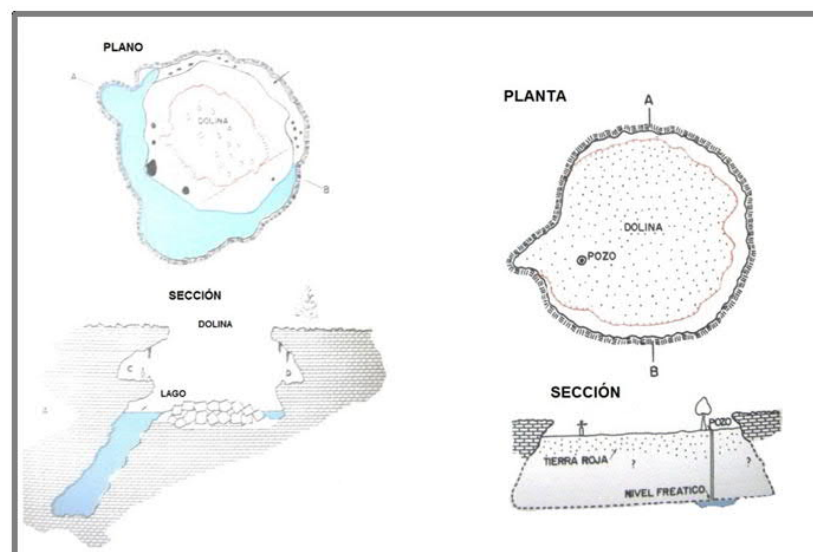 PLANO
A
DOLINA
B
SECCIÓN
DOLINA
C
D
LAGO
PLANTA
A
DOLINA
POZO
B
SECCIÓN
POZO
TIERRA ROJA
?
?
NIVEL FREATICO